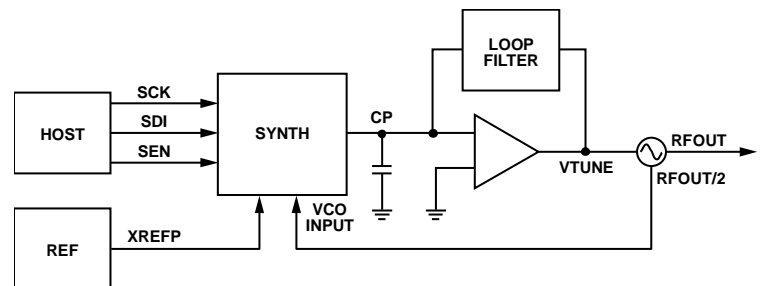 LOOP
FILTER
SCK
CP
HOST
SDI
SYNTH
SEN
RFOUT
VTUNE
RFOUT/2
VCO
INPUT
XREFP
REF